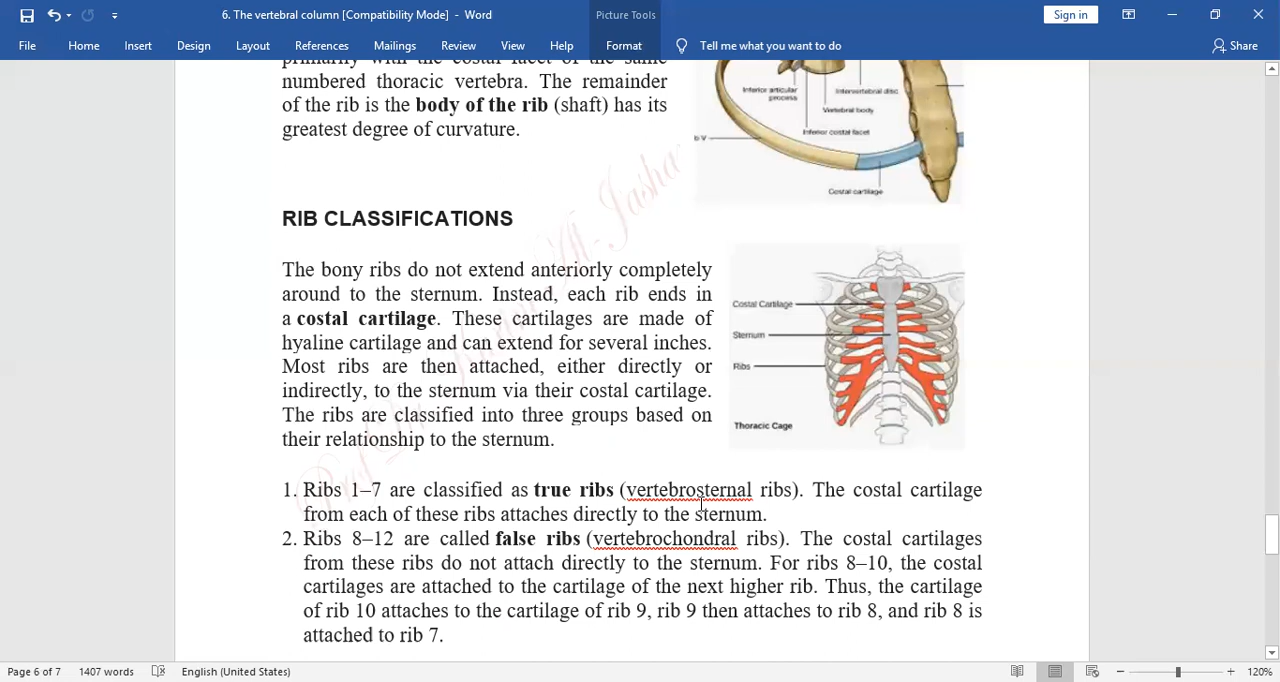 6. The vertebral column [Compatibility Mode] - Word
Picture Tools
Sign in
File Home Insert Design Layout References Mailings Review View Help Format Tell me what you want to do Share
primarily with the costal facet of the same
numbered thoracic vertebra. The remainder
of the rib is the body of the rib (shaft) has its
greatest degree of curvature.
Inferior articular
process
Intervertebral disc
Vertebral body
Inferior costal facet
b V
Costal cartilage
RIB CLASSIFICATIONS
The bony ribs do not extend anteriorly completely
around to the sternum. Instead, each rib ends in
a costal cartilage. These cartilages are made of
hyaline cartilage and can extend for several inches.
Most ribs are then attached, either directly or
indirectly, to the sternum via their costal cartilage.
The ribs are classified into three groups based on
their relationship to the sternum.
Costal Cartilage
Sternum
Ribs
Thoracic Cage
1. Ribs 1–7 are classified as true ribs (vertebrosternal ribs). The costal cartilage
from each of these ribs attaches directly to the sternum.
2. Ribs 8–12 are called false ribs (vertebrochondral ribs). The costal cartilages
from these ribs do not attach directly to the sternum. For ribs 8–10, the costal
cartilages are attached to the cartilage of the next higher rib. Thus, the cartilage
of rib 10 attaches to the cartilage of rib 9, rib 9 then attaches to rib 8, and rib 8 is
attached to rib 7.
Page 6 of 7 1407 words English (United States) 120%